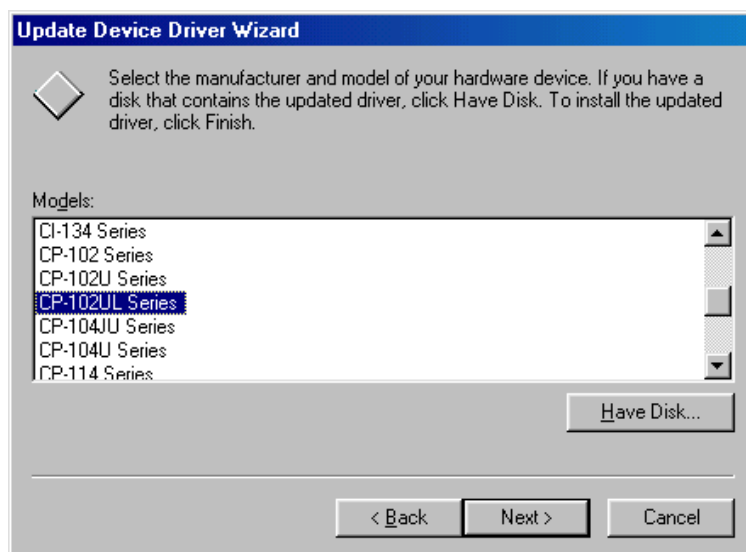 Update Device Driver Wizard
Select the manufacturer and model of your hardware device. If you have a
disk that contains the updated driver, click Have Disk. To install the updated
driver, click Finish.
Models:
CI-134 Series
CP-102 Series
CP-102U Series
CP-102UL Series
CP-104JU Series
CP-104U Series
CP-114 Series
Have Disk...
< Back
Next >
Cancel